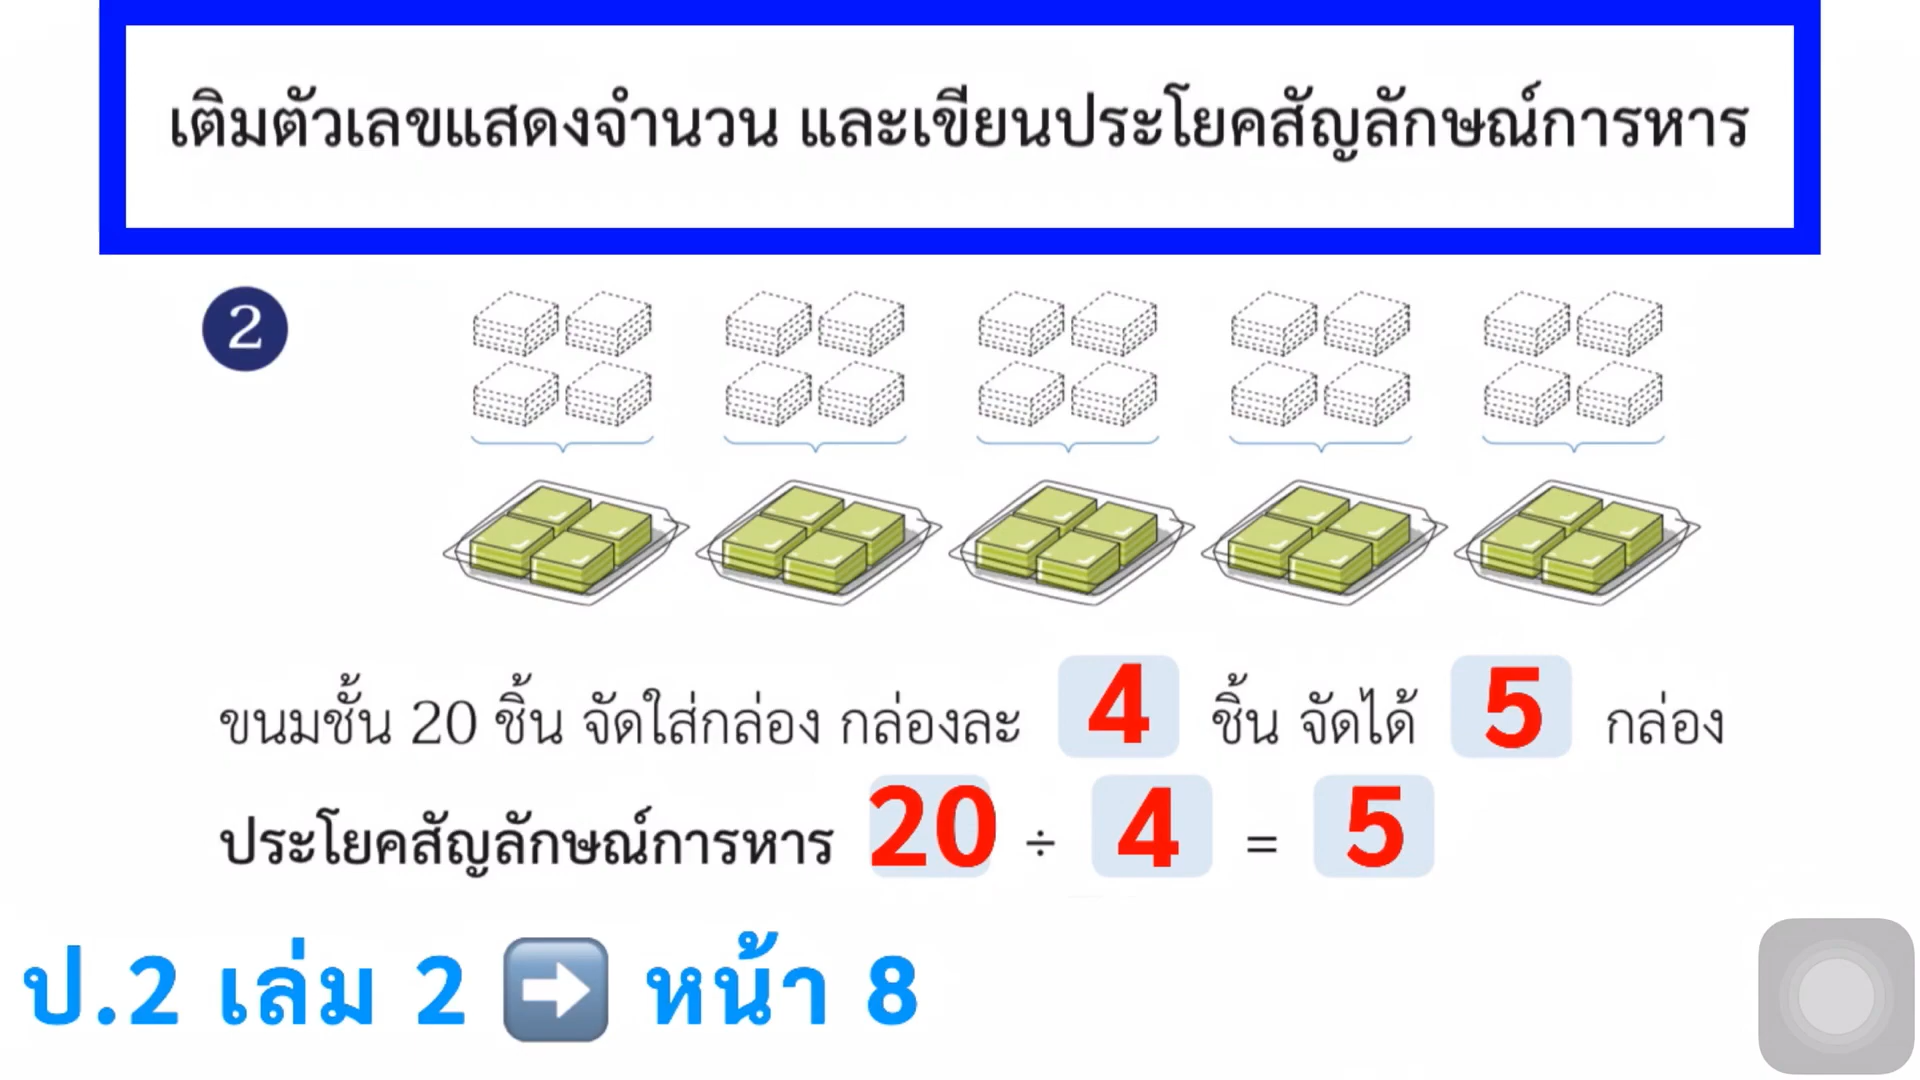 เติมตัวเลขแสดงจำนวน และเขียนประโยคสัญลักษณ์การหาร
2
ขนมชั้น 20 ชิ้น จัดใส่กล่อง กล่องละ 4 ชิ้น จัดได้ 5 กล่อง
ประโยคสัญลักษณ์การหาร 20 ÷ 4 = 5
ป.2 เล่ม 2 ➡ หน้า 8